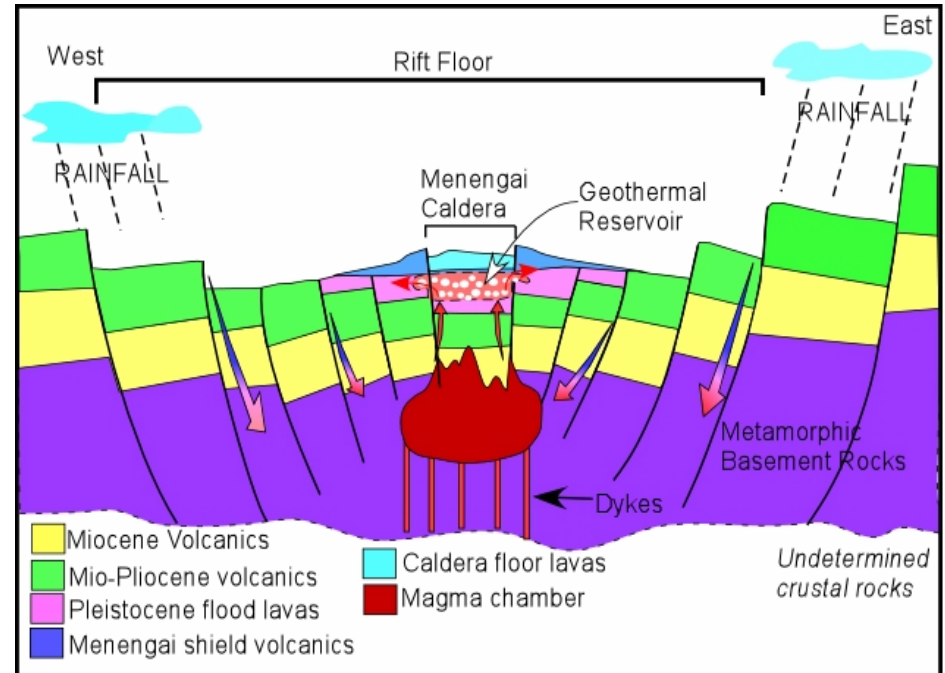 East
West
Rift Floor
RAINFALL
RAINFALL
Menengai
Caldera
Geothermal
Reservoir
Metamorphic
Basement Rocks
Dykes
Miocene Volcanics
Mio-Pliocene volcanics
Pleistocene flood lavas
Menengai shield volcanics
Caldera floor lavas
Magma chamber
Undetermined
crustal rocks